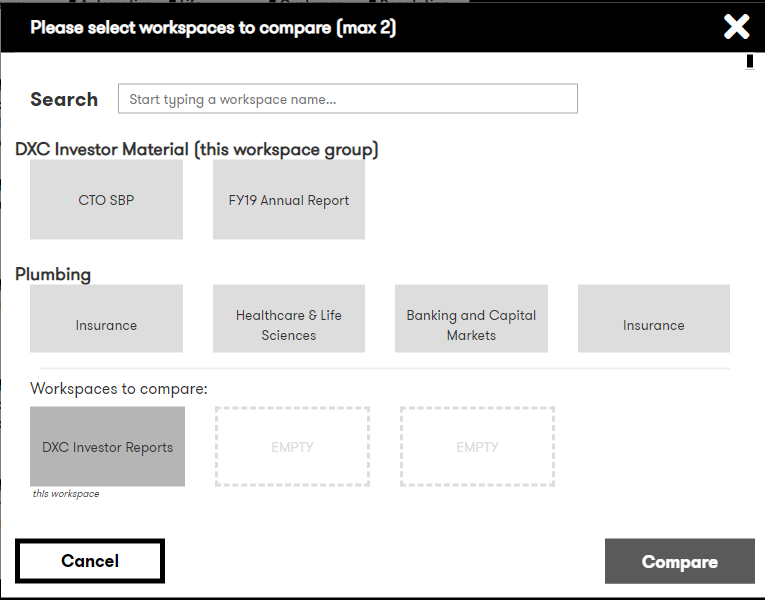 Please select workspaces to compare (max 2)
Search
Start typing a workspace name...
DXC Investor Material (this workspace group)
CTO SBP
FY19 Annual Report
Plumbing
Insurance
Healthcare & Life
Sciences
Banking and Capital
Markets
Insurance
Workspaces to compare:
DXC Investor Reports
EMPTY
EMPTY
this workspace
Cancel
Compare